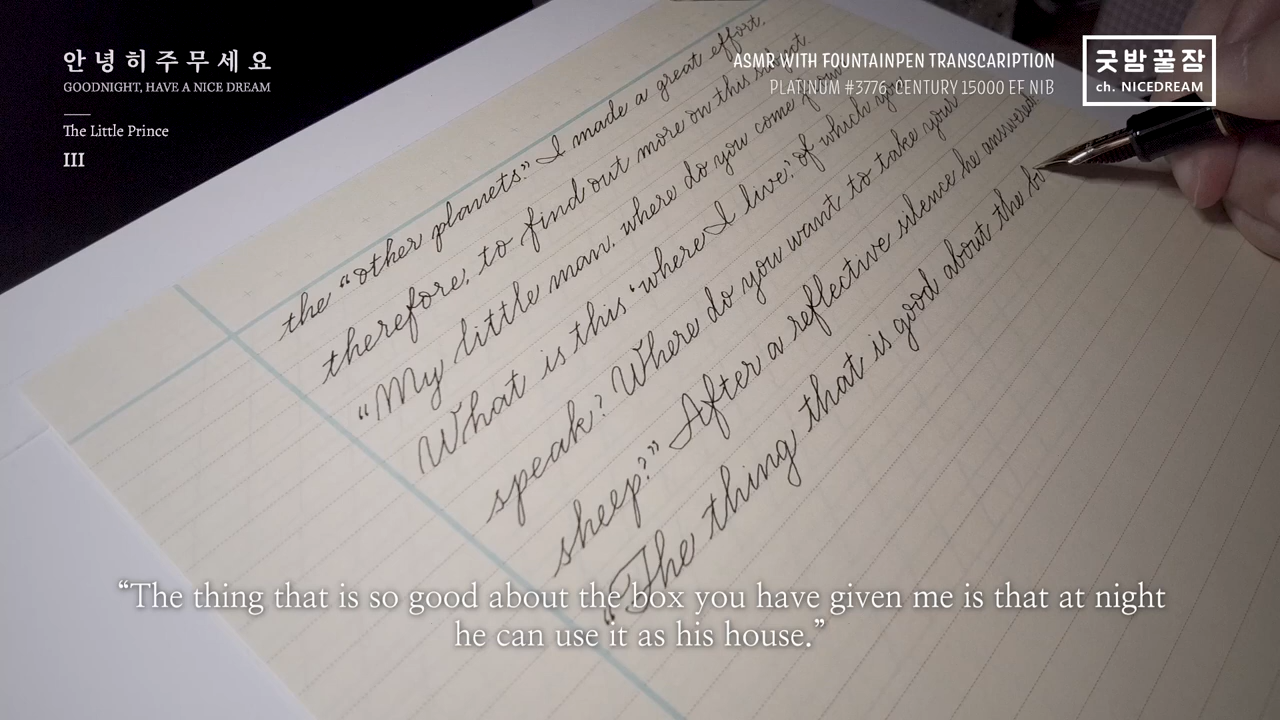 안녕히주무세요
GOODNIGHT, HAVE A NICE DREAM
The Little Prince
III
ASMR WITH FOUNTAINPEN TRANSCARIPTION
PLATINUM #3776, CENTURY 15000 EF NIB
굿밤꿀잠
ch. NICEDREAM
the “other planets.” I made a great effort,
therefore, to find out more on this
“My little man, where do you come from
What is this ‘where I live,’ of which you
speak? Where do you want to take your
sheep?” After a reflective silence he answered
“The thing that is good about the bo
“The thing that is so good about the box you have given me is that at night
he can use it as his house.”